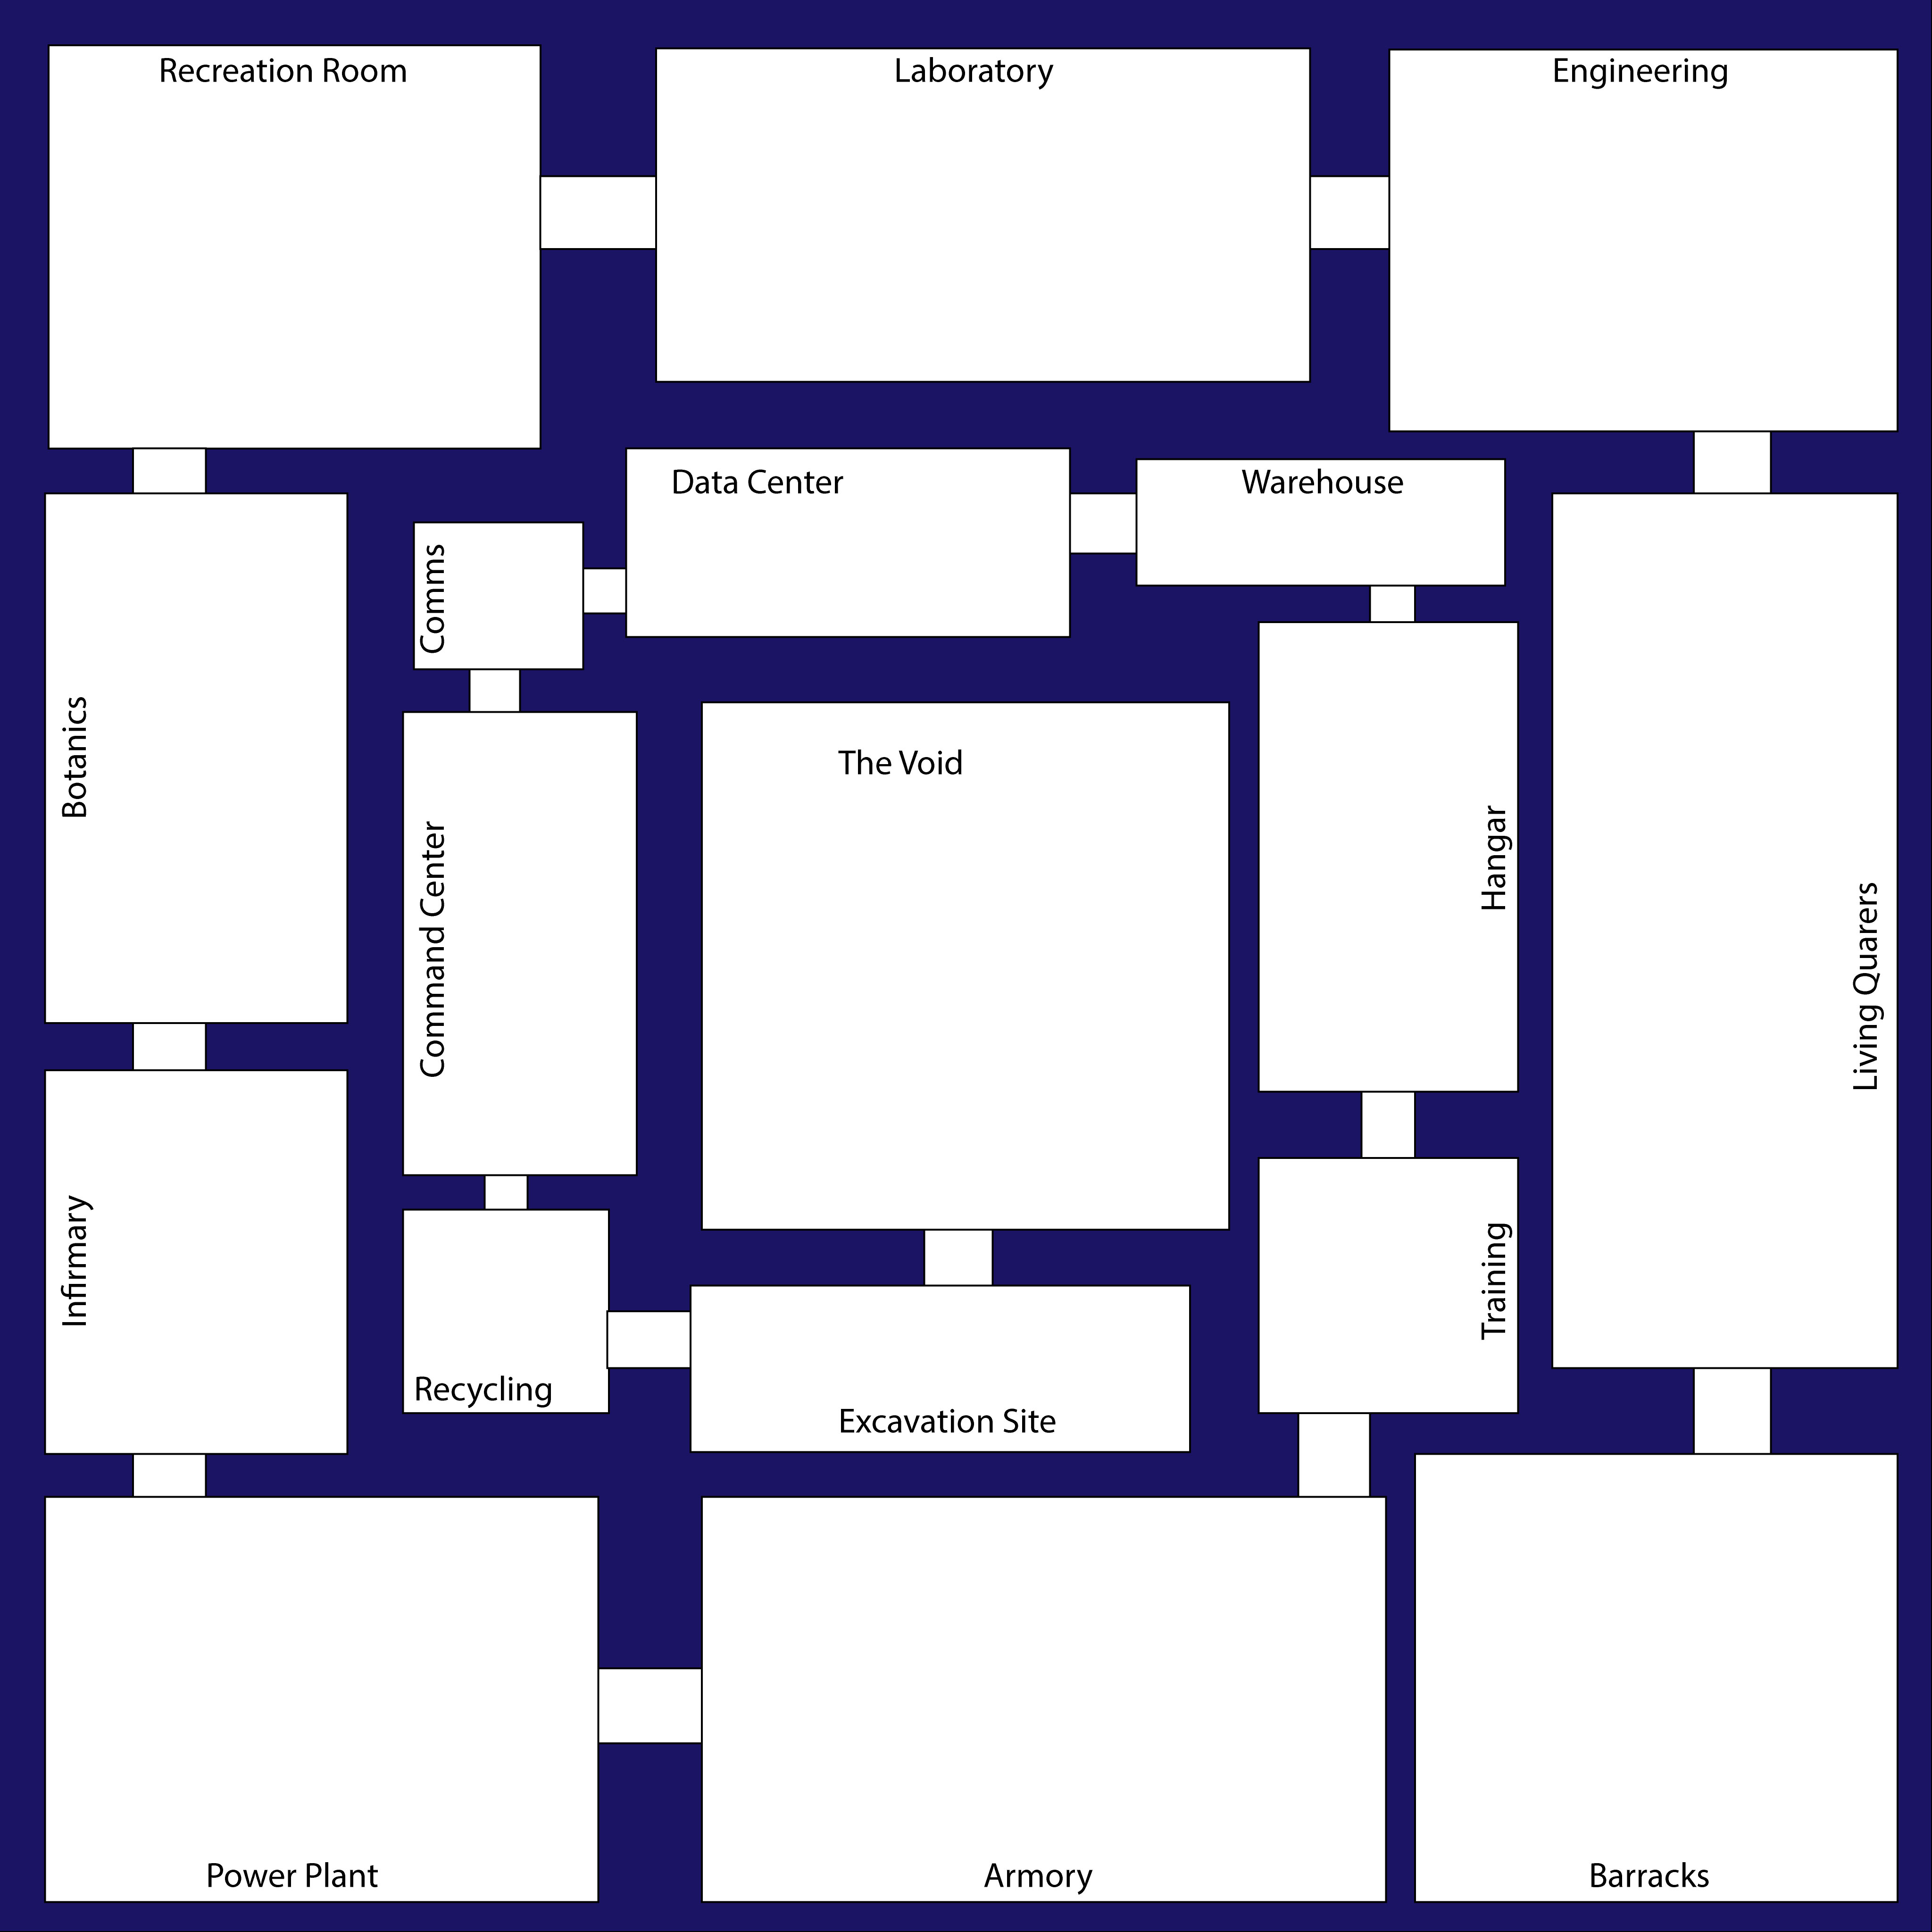 Recreation Room
Laboratory
Engineering
Data Center
Warehouse
Comms
Botanics
The Void
Command Center
Hangar
Living Quarers
Infirmary
Training
Recycling
Excavation Site
Power Plant
Armory
Barracks